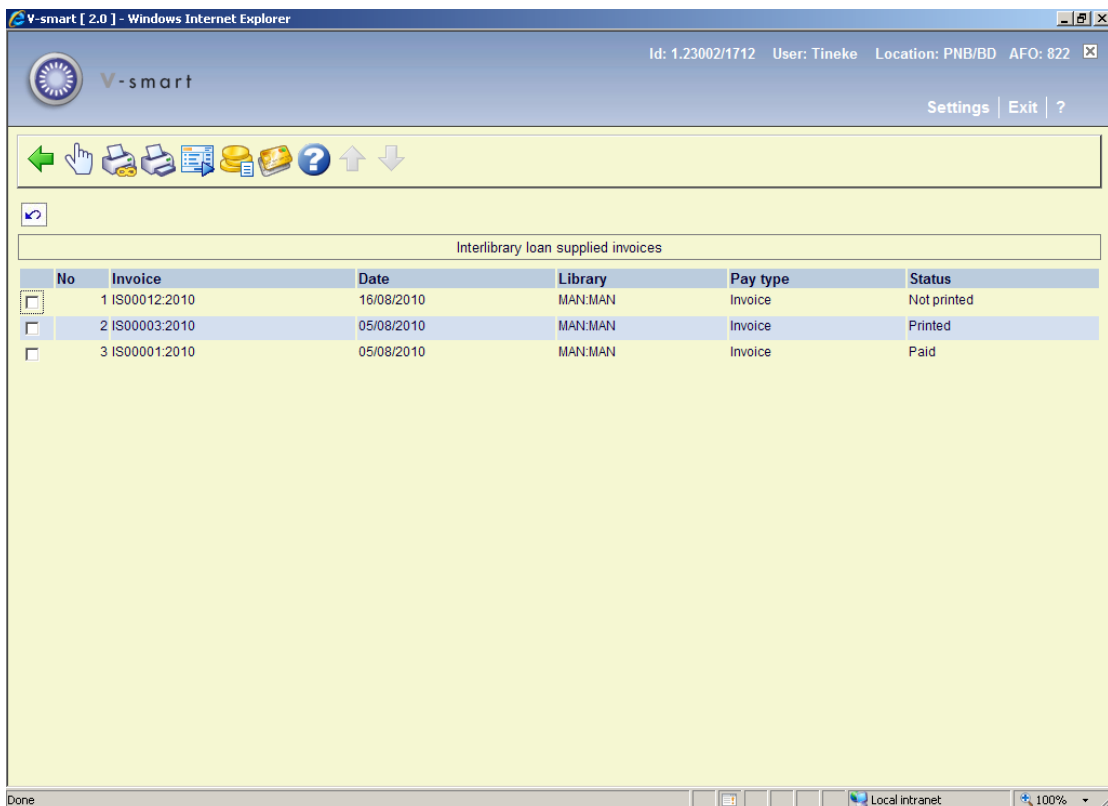 V-smart [ 2.0 ] - Windows Internet Explorer
Id: 1.23002/1712 User: Tineke Location: PNB/BD AFO: 822
V-smart
Settings | Exit | ?
Interlibrary loan supplied invoices
No Invoice Date Library Pay type Status
1 IS00012:2010 16/08/2010 MAN:MAN Invoice Not printed
2 IS00003:2010 05/08/2010 MAN:MAN Invoice Printed
3 IS00001:2010 05/08/2010 MAN:MAN Invoice Paid
Done Local intranet 100%